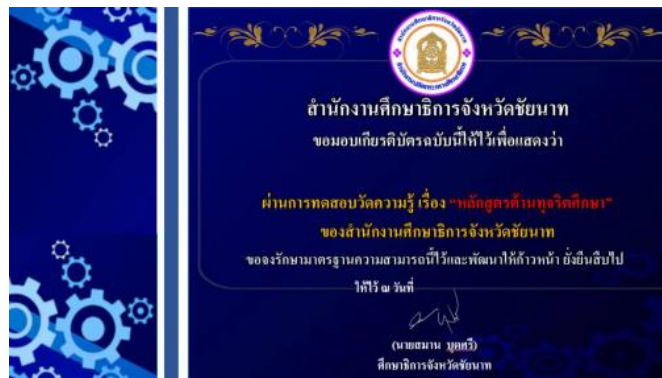 สำนักงานศึกษาธิการจังหวัดชัยนาท
ขอมอบเกียรติบัตรฉบับนี้ให้ไว้เพื่อแสดงว่า
ผ่านการทดสอบวัดความรู้ เรื่อง “หลักสูตรต้านทุจริตศึกษา”
ของสำนักงานศึกษาธิการจังหวัดชัยนาท
ขอจงรักษามาตรฐานความสามารถนี้ไว้และพัฒนาให้ก้าวหน้า ยั่งยืนสืบไป
ให้ไว้ ณ วันที่
(นายสมาน บุตศรี)
ศึกษาธิการจังหวัดชัยนาท